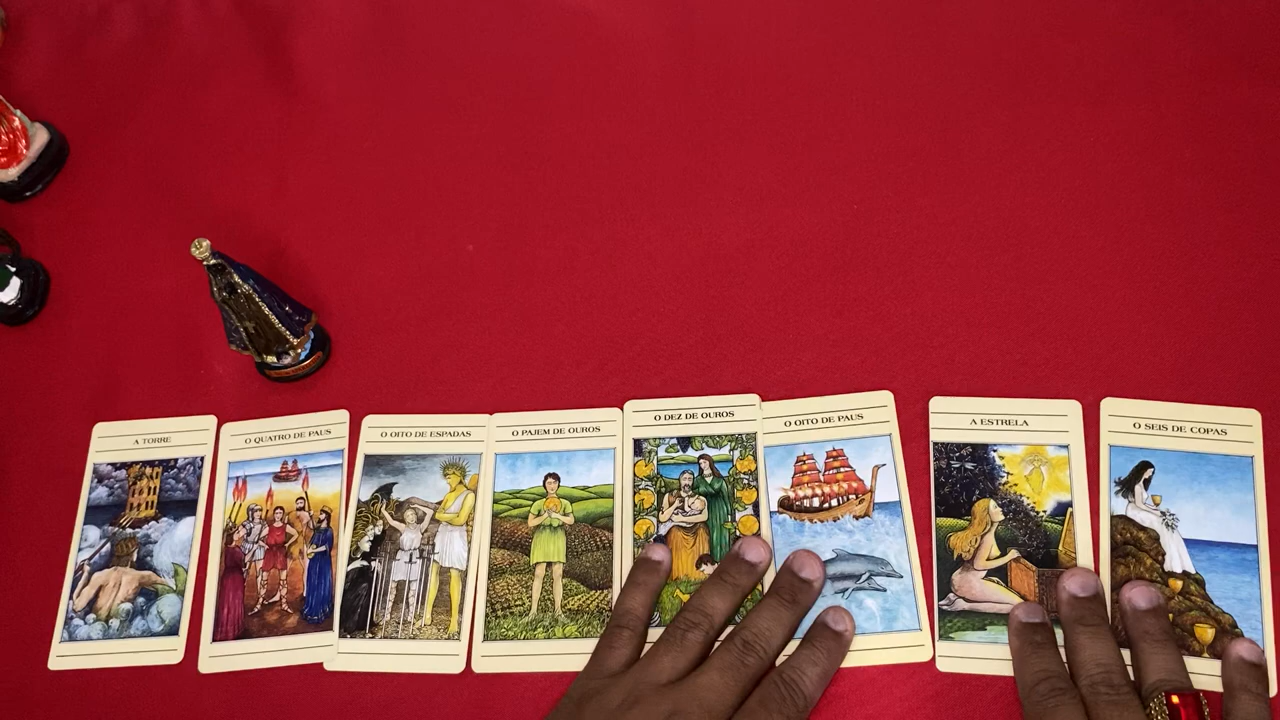 A TORRE
O QUATRO DE PAUS
O OITO DE ESPADAS
O PAJEM DE OUROS
O DEZ DE OUROS
O OITO DE PAUS
A ESTRELA
O SEIS DE COPAS